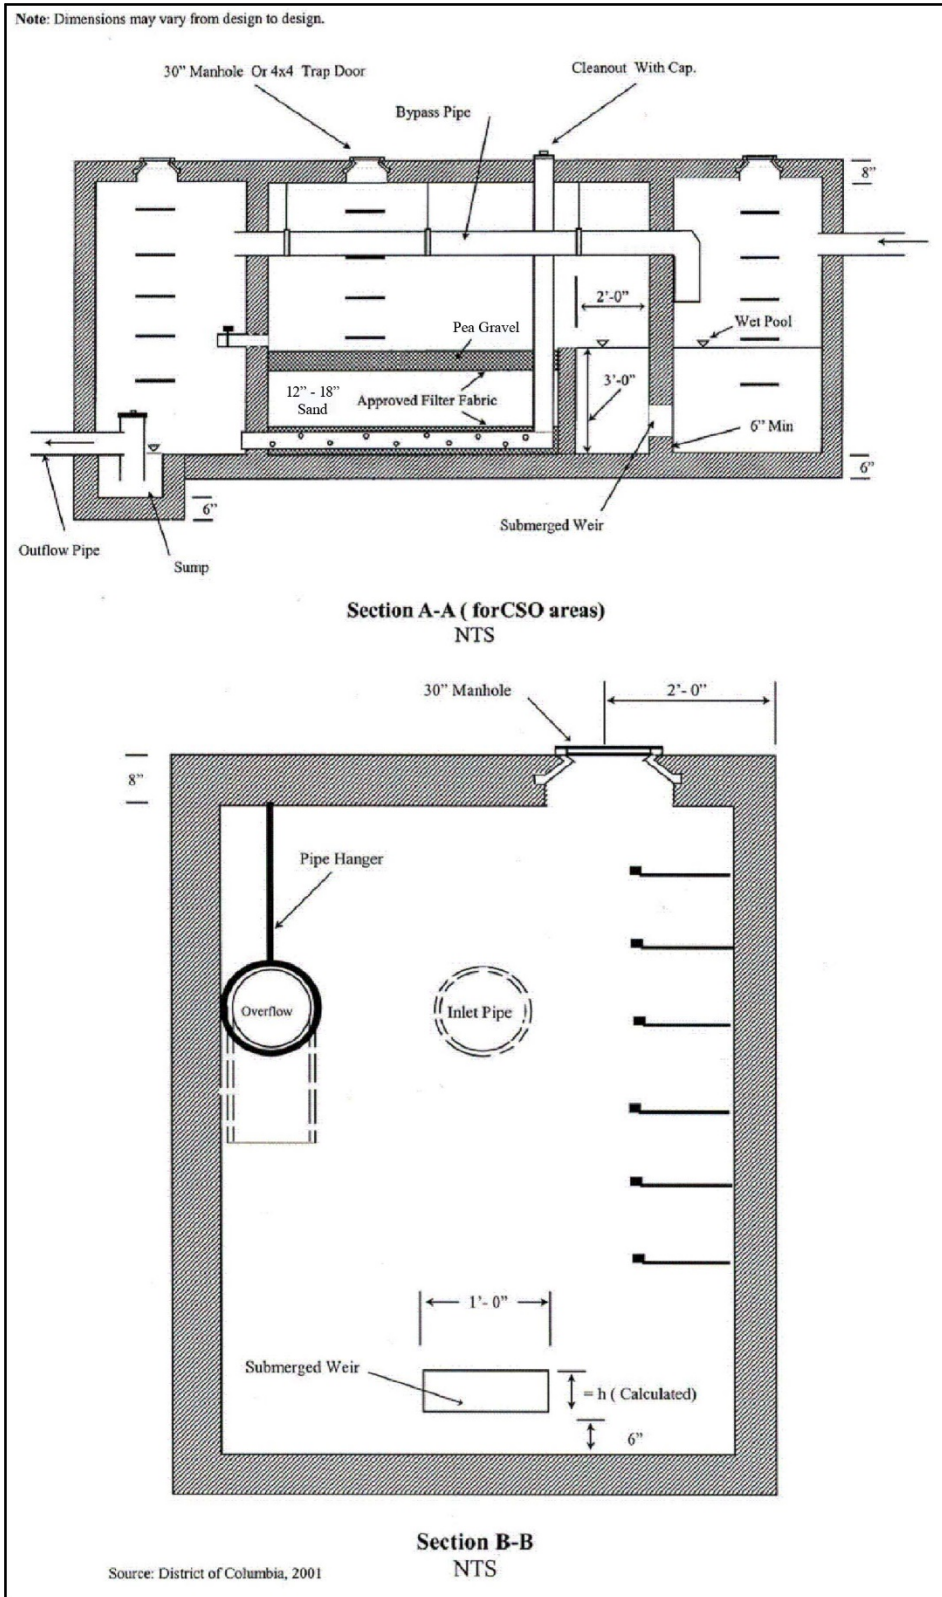 Note: Dimensions may vary from design to design.
30” Manhole Or 4x4 Trap Door
Cleanout With Cap.
Bypass Pipe
8”
2’-0”
Wet Pool
Pea Gravel
3’-0”
12” - 18”
Sand
Approved Filter Fabric
6” Min
6”
6”
Submerged Weir
Outflow Pipe
Sump
Section A-A ( forCSO areas)
NTS
30” Manhole
2’- 0”
8”
Pipe Hanger
Overflow
Inlet Pipe
1’- 0”
Submerged Weir
= h ( Calculated)
6”
Section B-B
NTS
Source: District of Columbia, 2001